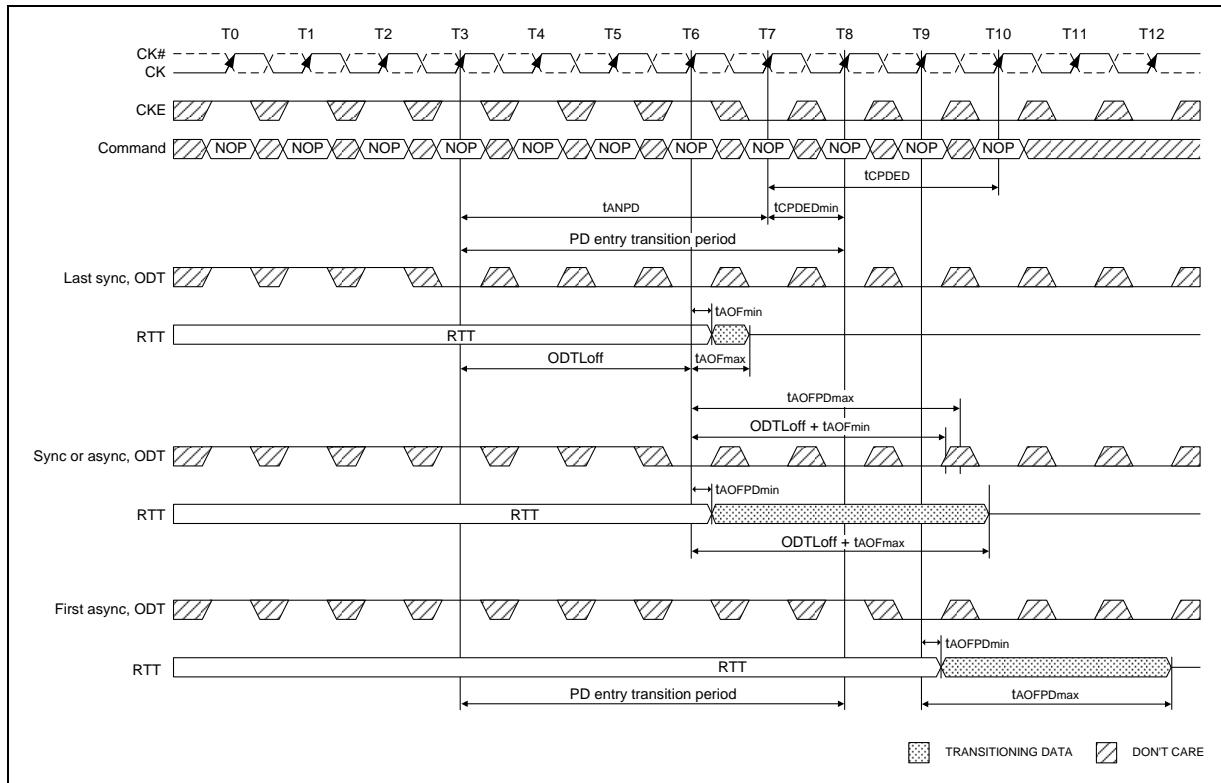 T0 T1 T2 T3 T4 T5 T6 T7 T8 T9 T10 T11 T12
CK#
CK
CKE
Command NOP NOP NOP NOP NOP NOP NOP NOP NOP NOP NOP
tCPDED
tANPD tCPDEDmin
PD entry transition period
Last sync, ODT
tAOFmin
RTT RTT
ODTLoff tAOFmax
tAOFPDmax
ODTLoff + tAOFmin
Sync or async, ODT
tAOFPDmin
RTT RTT
ODTLoff + tAOFmax
First async, ODT
tAOFPDmin
RTT RTT
PD entry transition period tAOFPDmax
TRANSITIONING DATA DON'T CARE